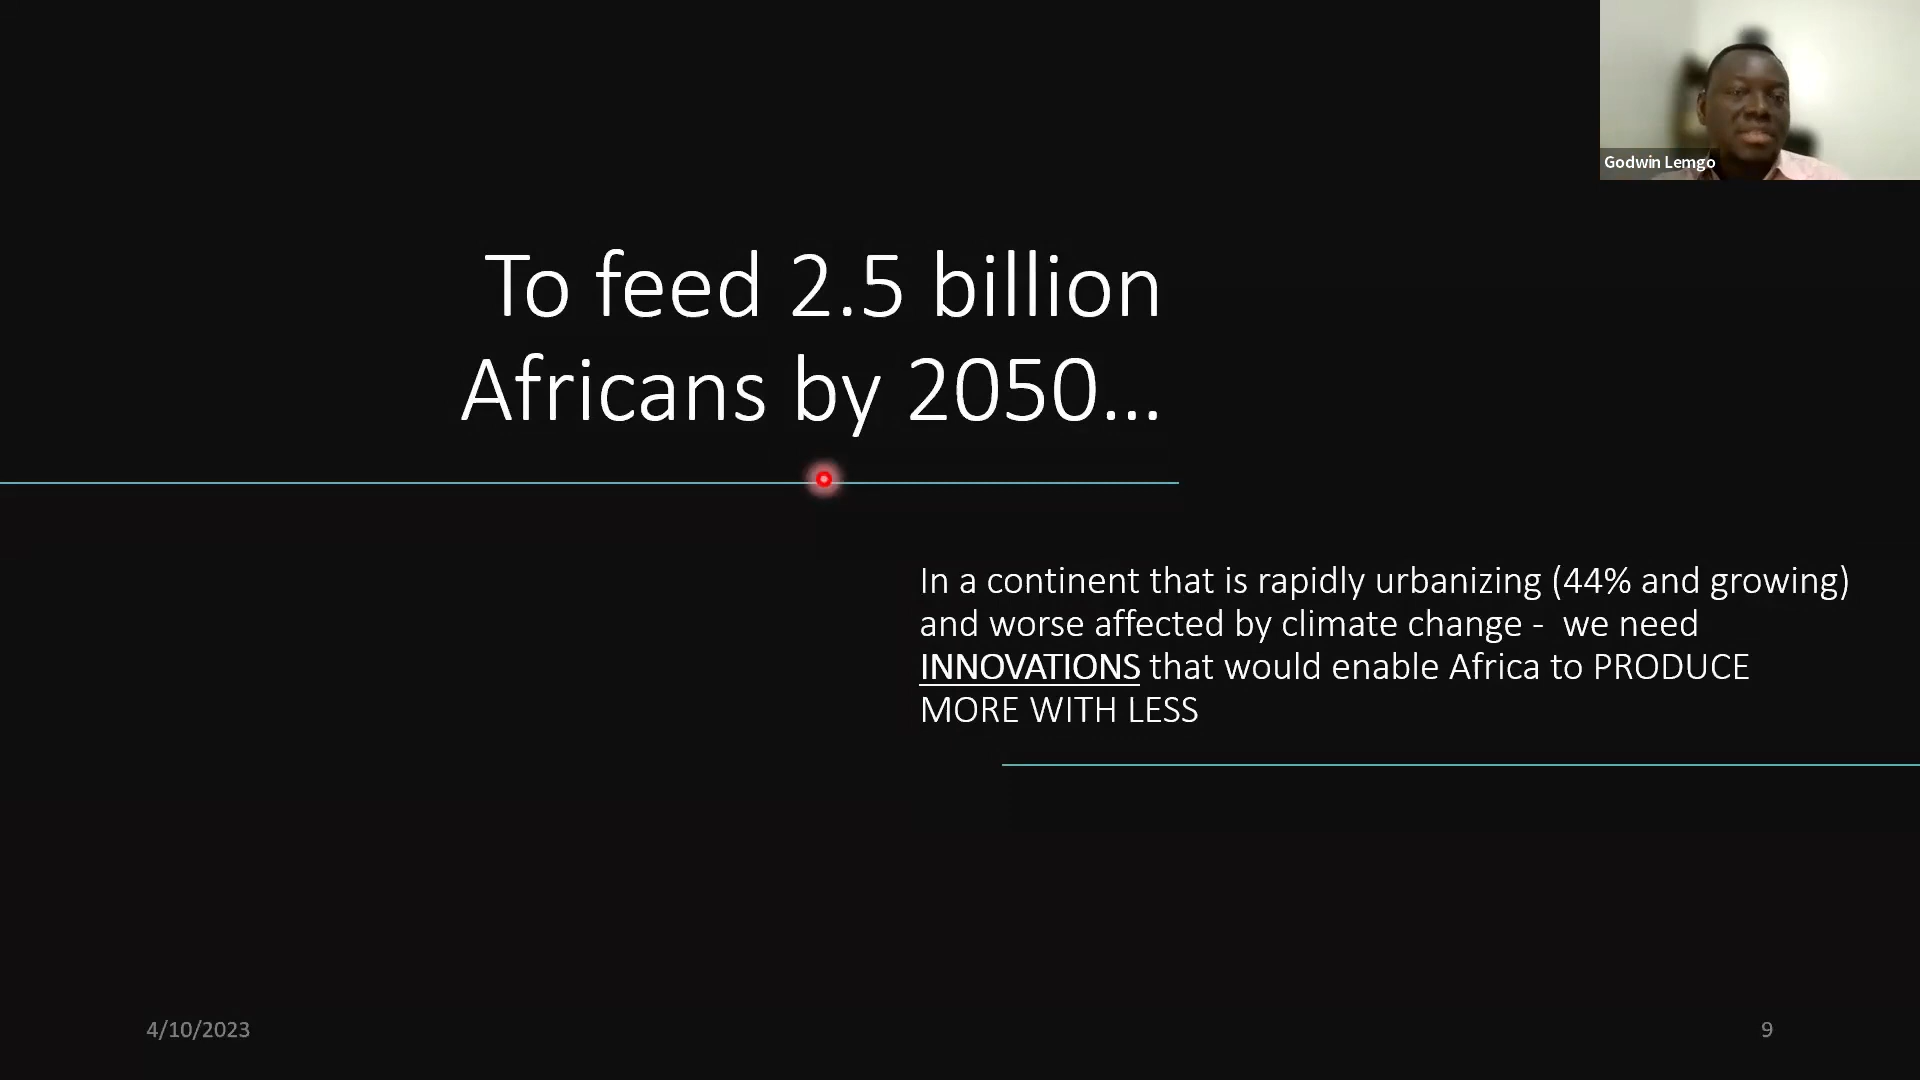 Godwin Lemgo
To feed 2.5 billion
Africans by 2050...
In a continent that is rapidly urbanizing (44% and growing)
and worse affected by climate change - we need
INNOVATIONS that would enable Africa to PRODUCE
MORE WITH LESS
4/10/2023
9